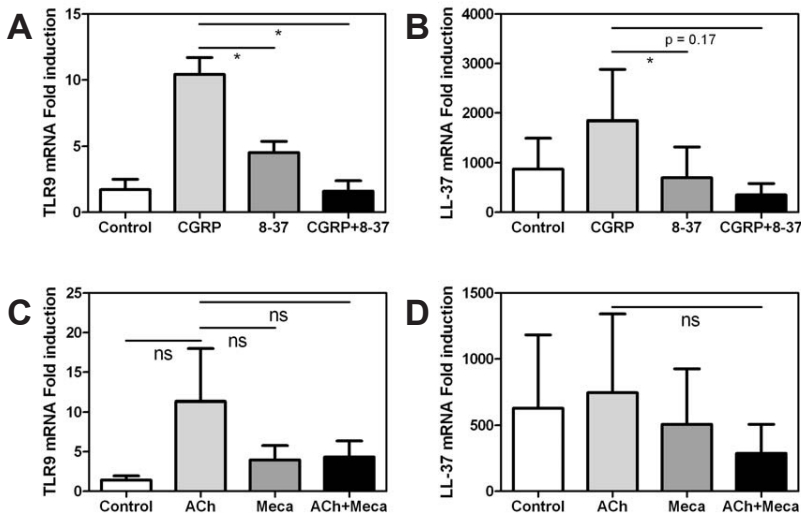 A
TLR9 mRNA Fold induction
15
10
5
0
*
*
Control CGRP 8-37 CGRP+8-37
B
LL-37 mRNA Fold induction
4000
3000
2000
1000
0
p = 0.17
*
Control CGRP 8-37 CGRP+8-37
C
TLR9 mRNA Fold induction
25
20
15
10
5
0
ns
ns
ns
Control ACh Meca ACh+Meca
D
LL-37 mRNA Fold induction
1500
1000
500
0
ns
Control ACh Meca ACh+Meca